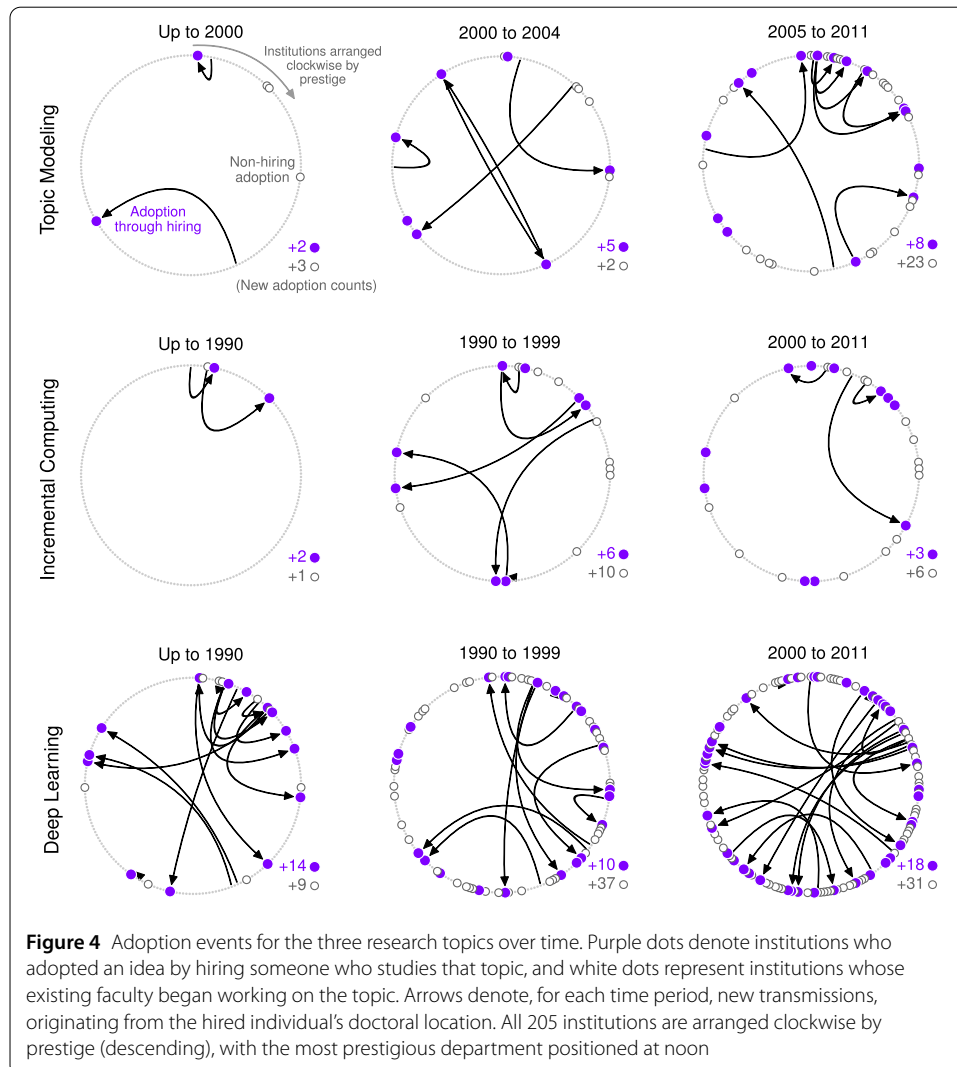 Up to 2000
2000 to 2004
2005 to 2011
Institutions arranged
clockwise by
prestige
Topic Modeling
Non-hiring
adoption
Adoption
through hiring
+2
+3
(New adoption counts)
+5
+2
+8
+23
Up to 1990
1990 to 1999
2000 to 2011
Incremental Computing
+2
+1
+6
+10
+3
+6
Up to 1990
1990 to 1999
2000 to 2011
Deep Learning
+14
+9
+10
+37
+18
+31
Figure 4 Adoption events for the three research topics over time. Purple dots denote institutions who
adopted an idea by hiring someone who studies that topic, and white dots represent institutions whose
existing faculty began working on the topic. Arrows denote, for each time period, new transmissions,
originating from the hired individual's doctoral location. All 205 institutions are arranged clockwise by
prestige (descending), with the most prestigious department positioned at noon